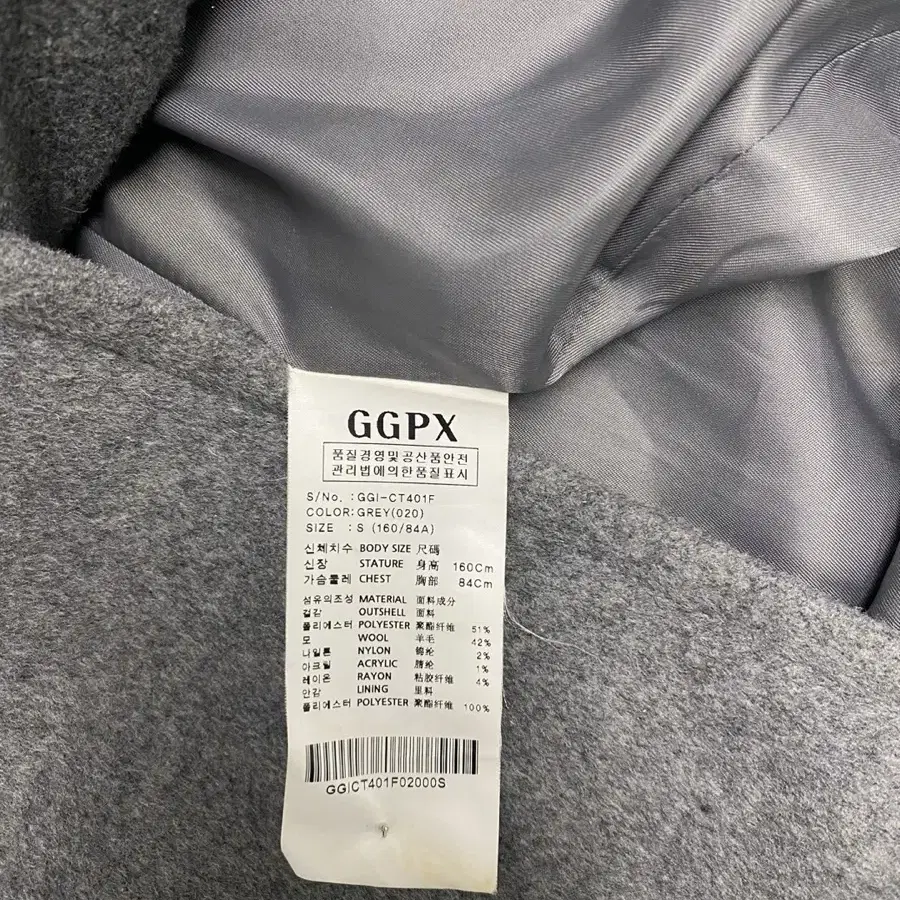 GGPX
품질경영및공산품안전
관리법에의한품질표시
S/No. : GGI-CT401F
COLOR: GREY(020)
SIZE : S (160/84A)
신체치수 BODY SIZE 尺碼
신장 STATURE 身高 160Cm
가슴둘레 CHEST 胸部 84Cm
섬유의조성 MATERIAL 面料成分
겉감 OUTSHELL 面料
폴리에스터 POLYESTER 聚酯纤维 51%
모 WOOL 羊毛 42%
나일론 NYLON 锦纶 2%
아크릴 ACRYLIC 腈纶 1%
레이온 RAYON 粘胶纤维 4%
안감 LINING 里料
폴리에스터 POLYESTER 聚酯纤维 100%
GGICT401F02000S